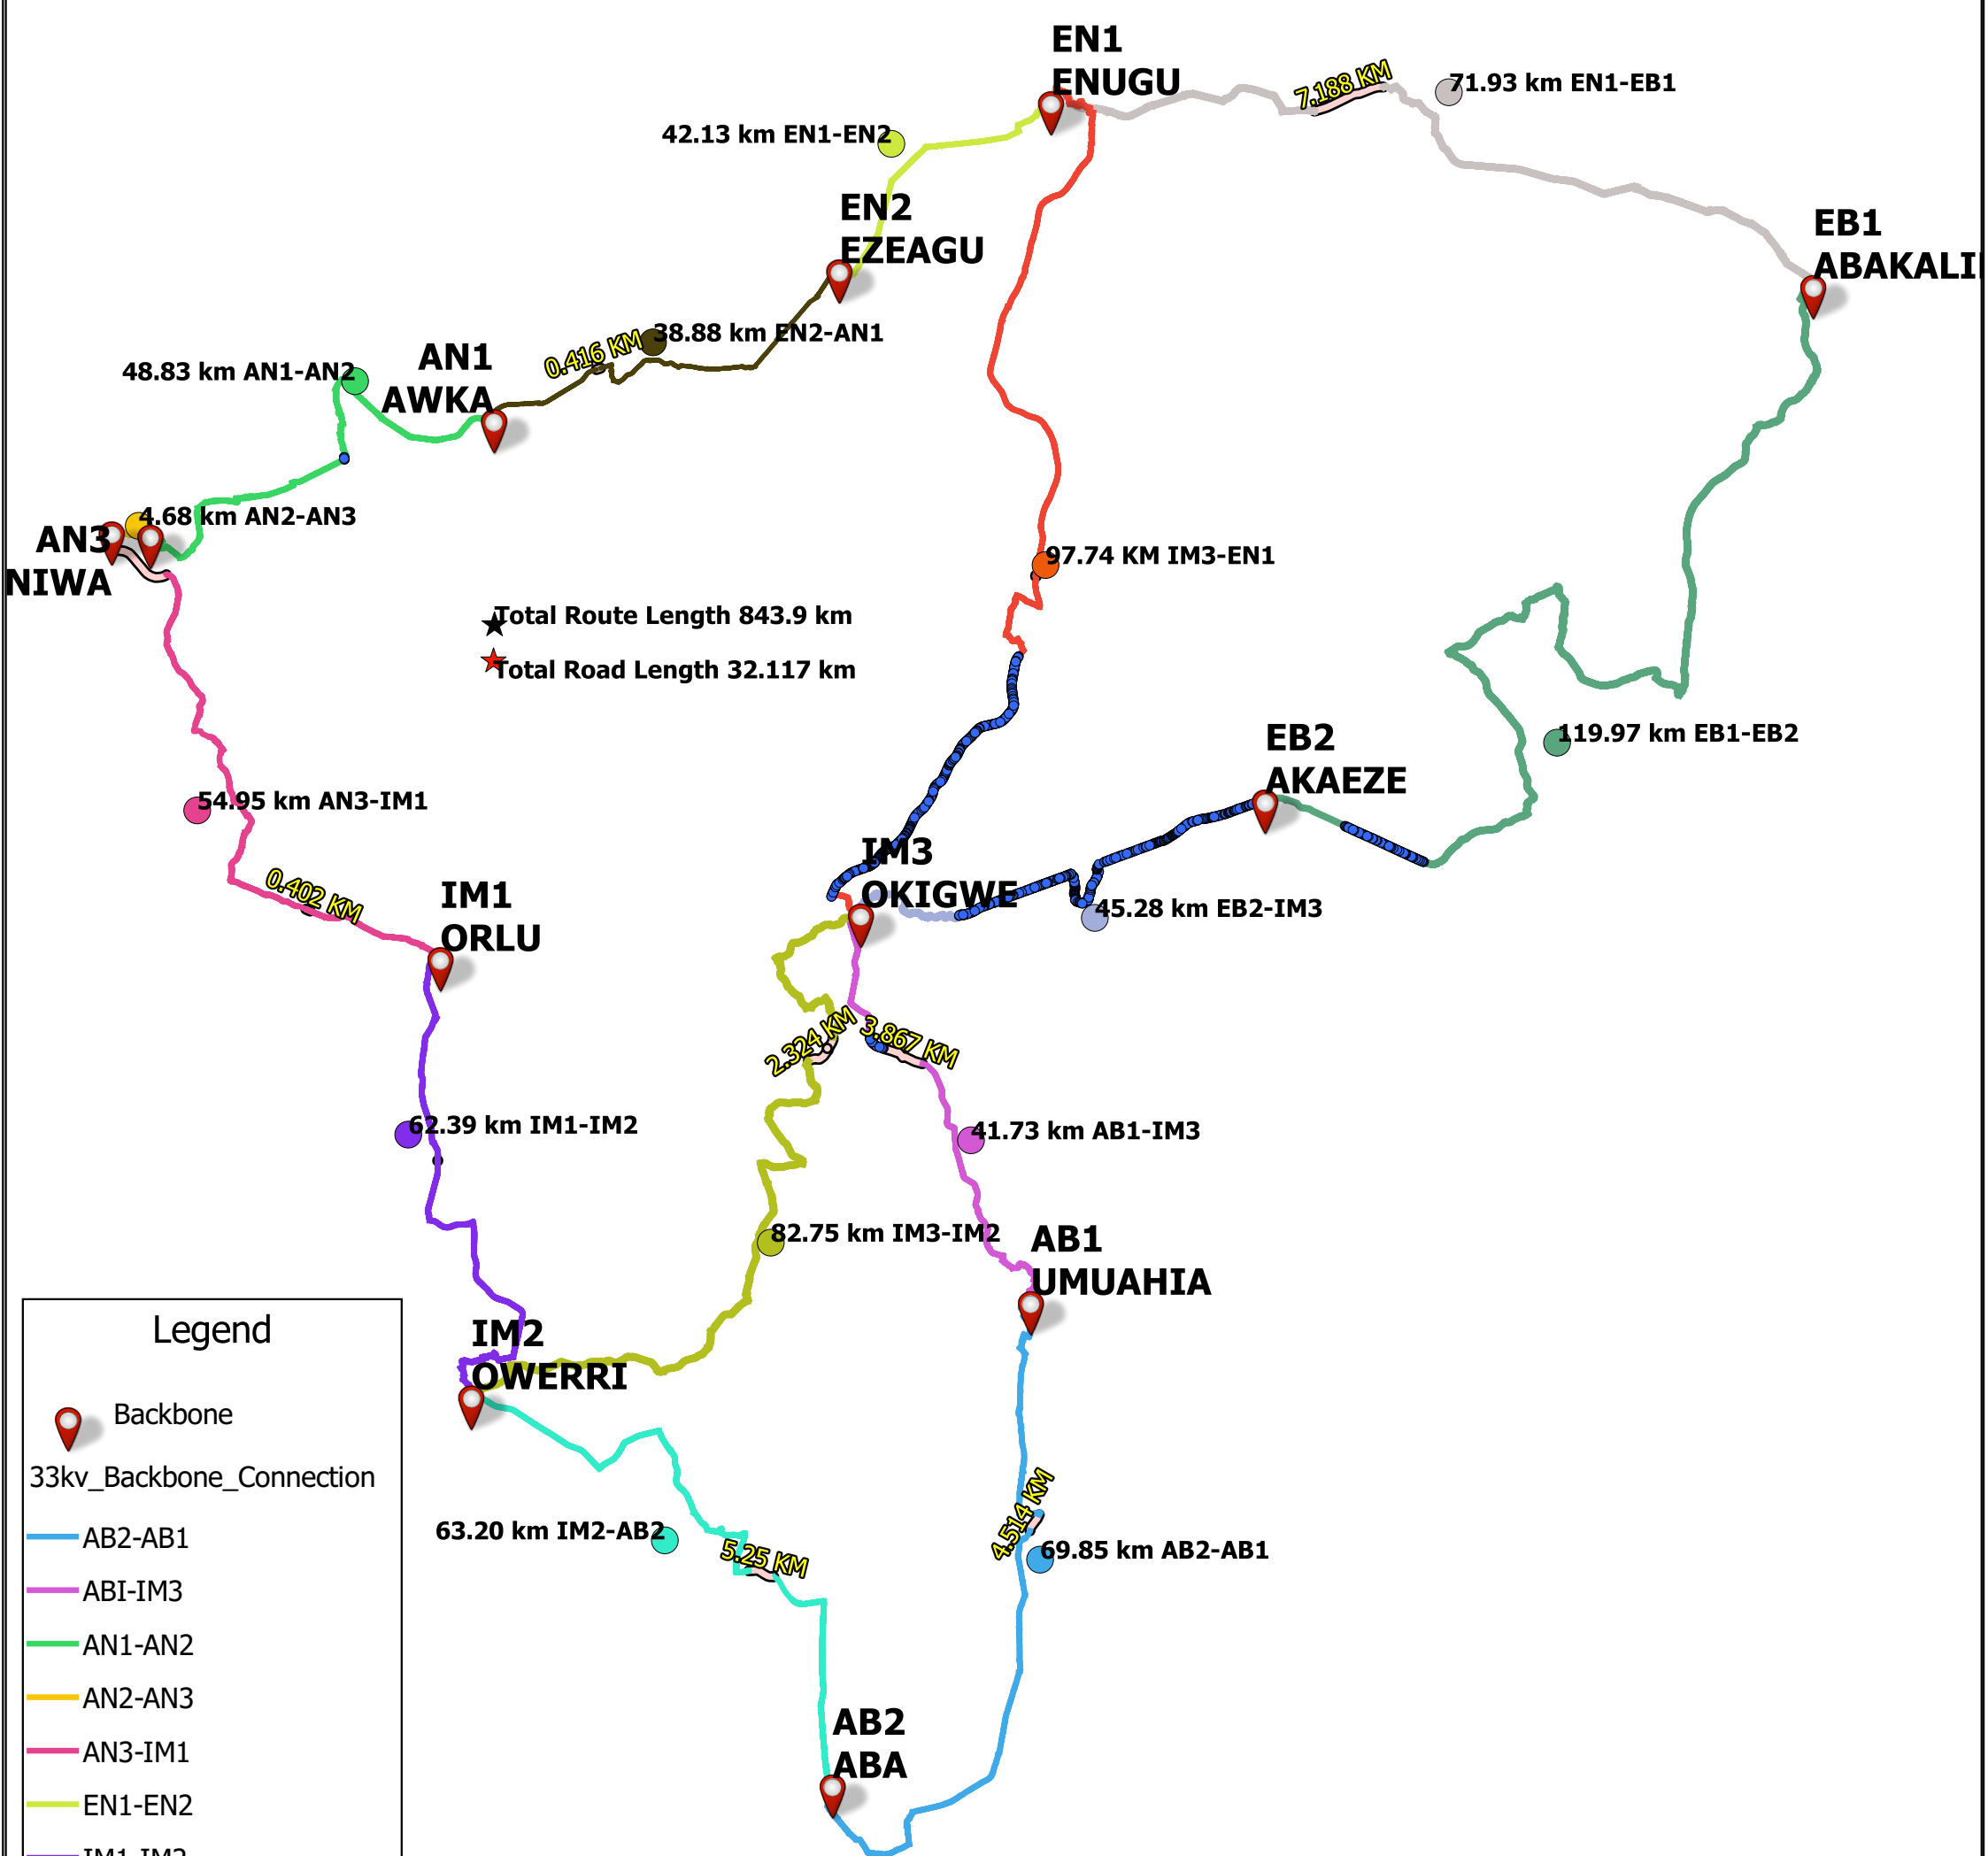 EN1
ENUGU
7.188 KM
71.93 km EN1-EB1
42.13 km EN1-EN2
EN2
EZEAGU
EB1
ABAKALI
0.416 KM
38.88 km EN2-AN1
AN1
AWKA
48.83 km AN1-AN2
4.68 km AN2-AN3
AN3
NIWA
97.74 KM IM3-EN1
Total Route Length 843.9 km
Total Road Length 32.117 km
119.97 km EB1-EB2
EB2
AKAEZE
54.95 km AN3-IM1
0.402 KM
IM1
ORLU
IM3
OKIGWE
45.28 km EB2-IM3
2.324 KM
3.867 KM
62.39 km IM1-IM2
41.73 km AB1-IM3
82.75 km IM3-IM2
AB1
UMUAHIA
IM2
OWERRI
63.20 km IM2-AB2
5.25 KM
4.514 KM
69.85 km AB2-AB1
AB2
ABA
Legend
Backbone
33kv_Backbone_Connection
AB2-AB1
ABI-IM3
AN1-AN2
AN2-AN3
AN3-IM1
EN1-EN2
IM1-IM2